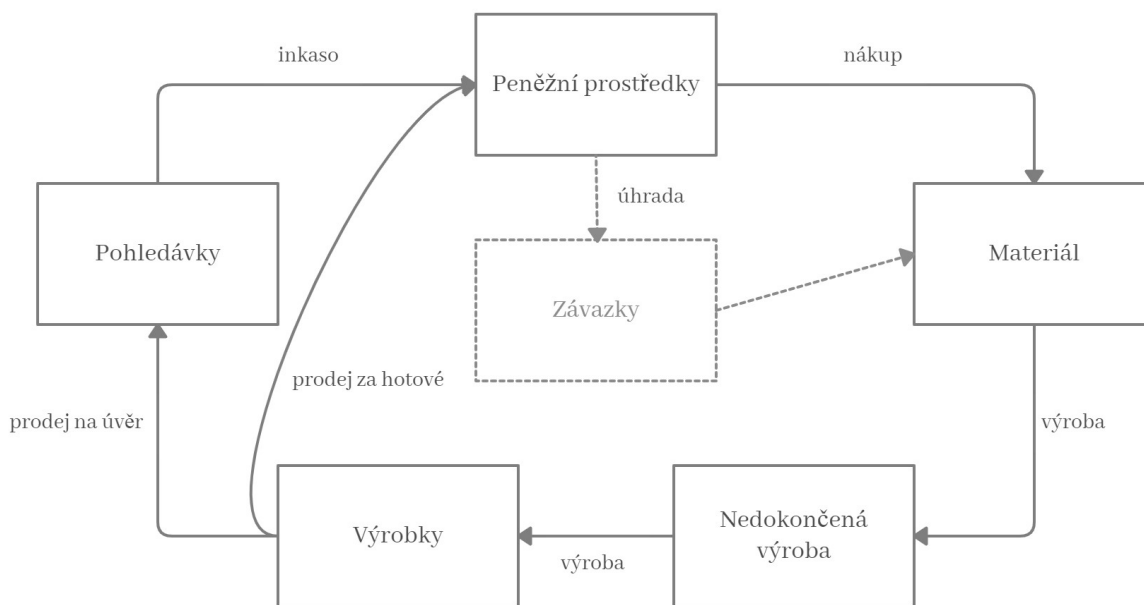 inkaso
Peněžní prostředky
nákup
úhrada
Pohledávky
Závazky
Materiál
prodej za hotové
prodej na úvěr
výroba
Výrobky
výroba
Nedokončená
výroba